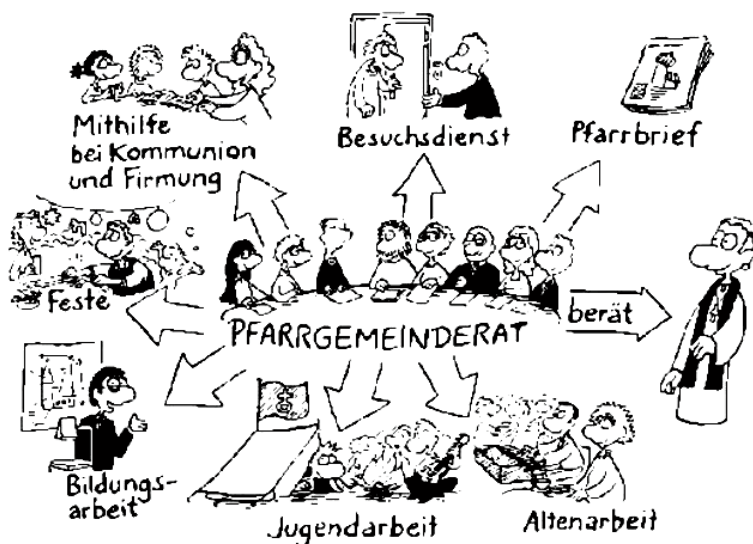 Mithilfe
bei Kommunion
und Firmung
Besuchsdienst
Pfarrbrief
Feste
PFARRGEMEINDERAT
berät
Bildungs-
arbeit
Jugendarbeit
Altenarbeit